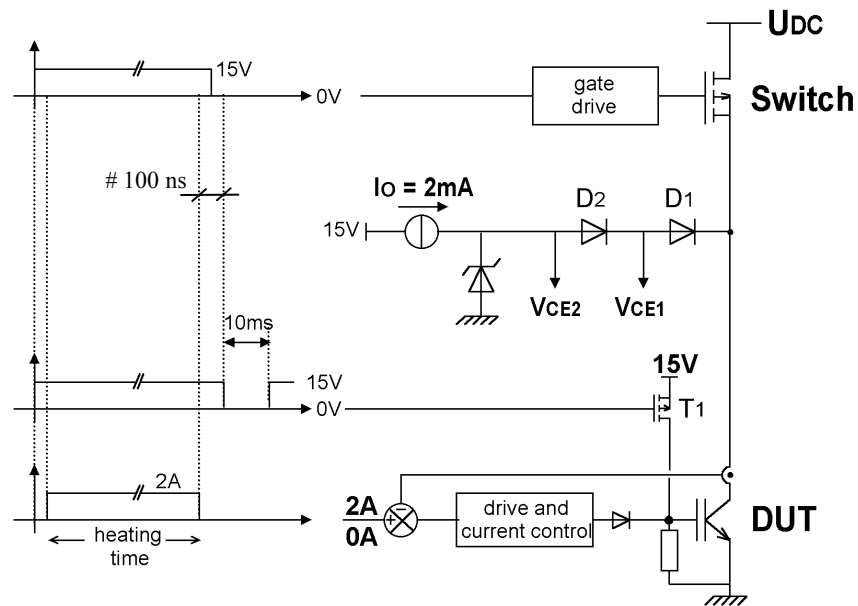 UDC
15V
0V
gate
drive
Switch
# 100 ns
Io = 2mA
D2
D1
15V
VCE2
VCE1
10ms
15V
15V
0V
T1
2A
2A
0A
+
−
drive and
current control
DUT
heating
time